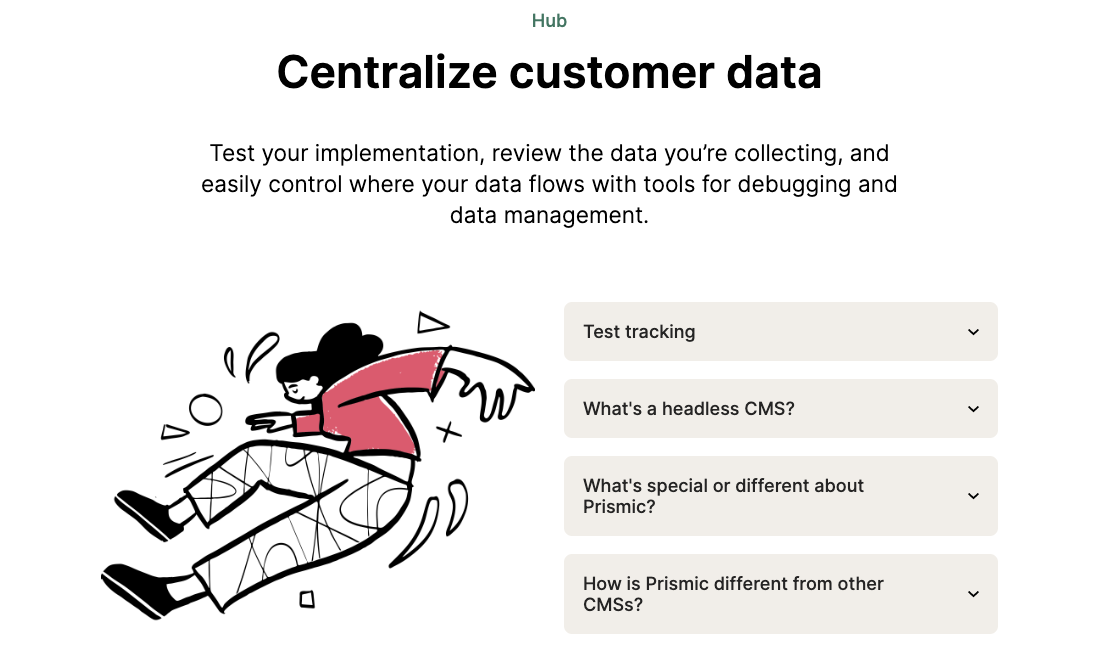 Hub
Centralize customer data
Test your implementation, review the data you’re collecting, and
easily control where your data flows with tools for debugging and
data management.
Test tracking
What's a headless CMS?
What's special or different about
Prismic?
How is Prismic different from other
CMSs?